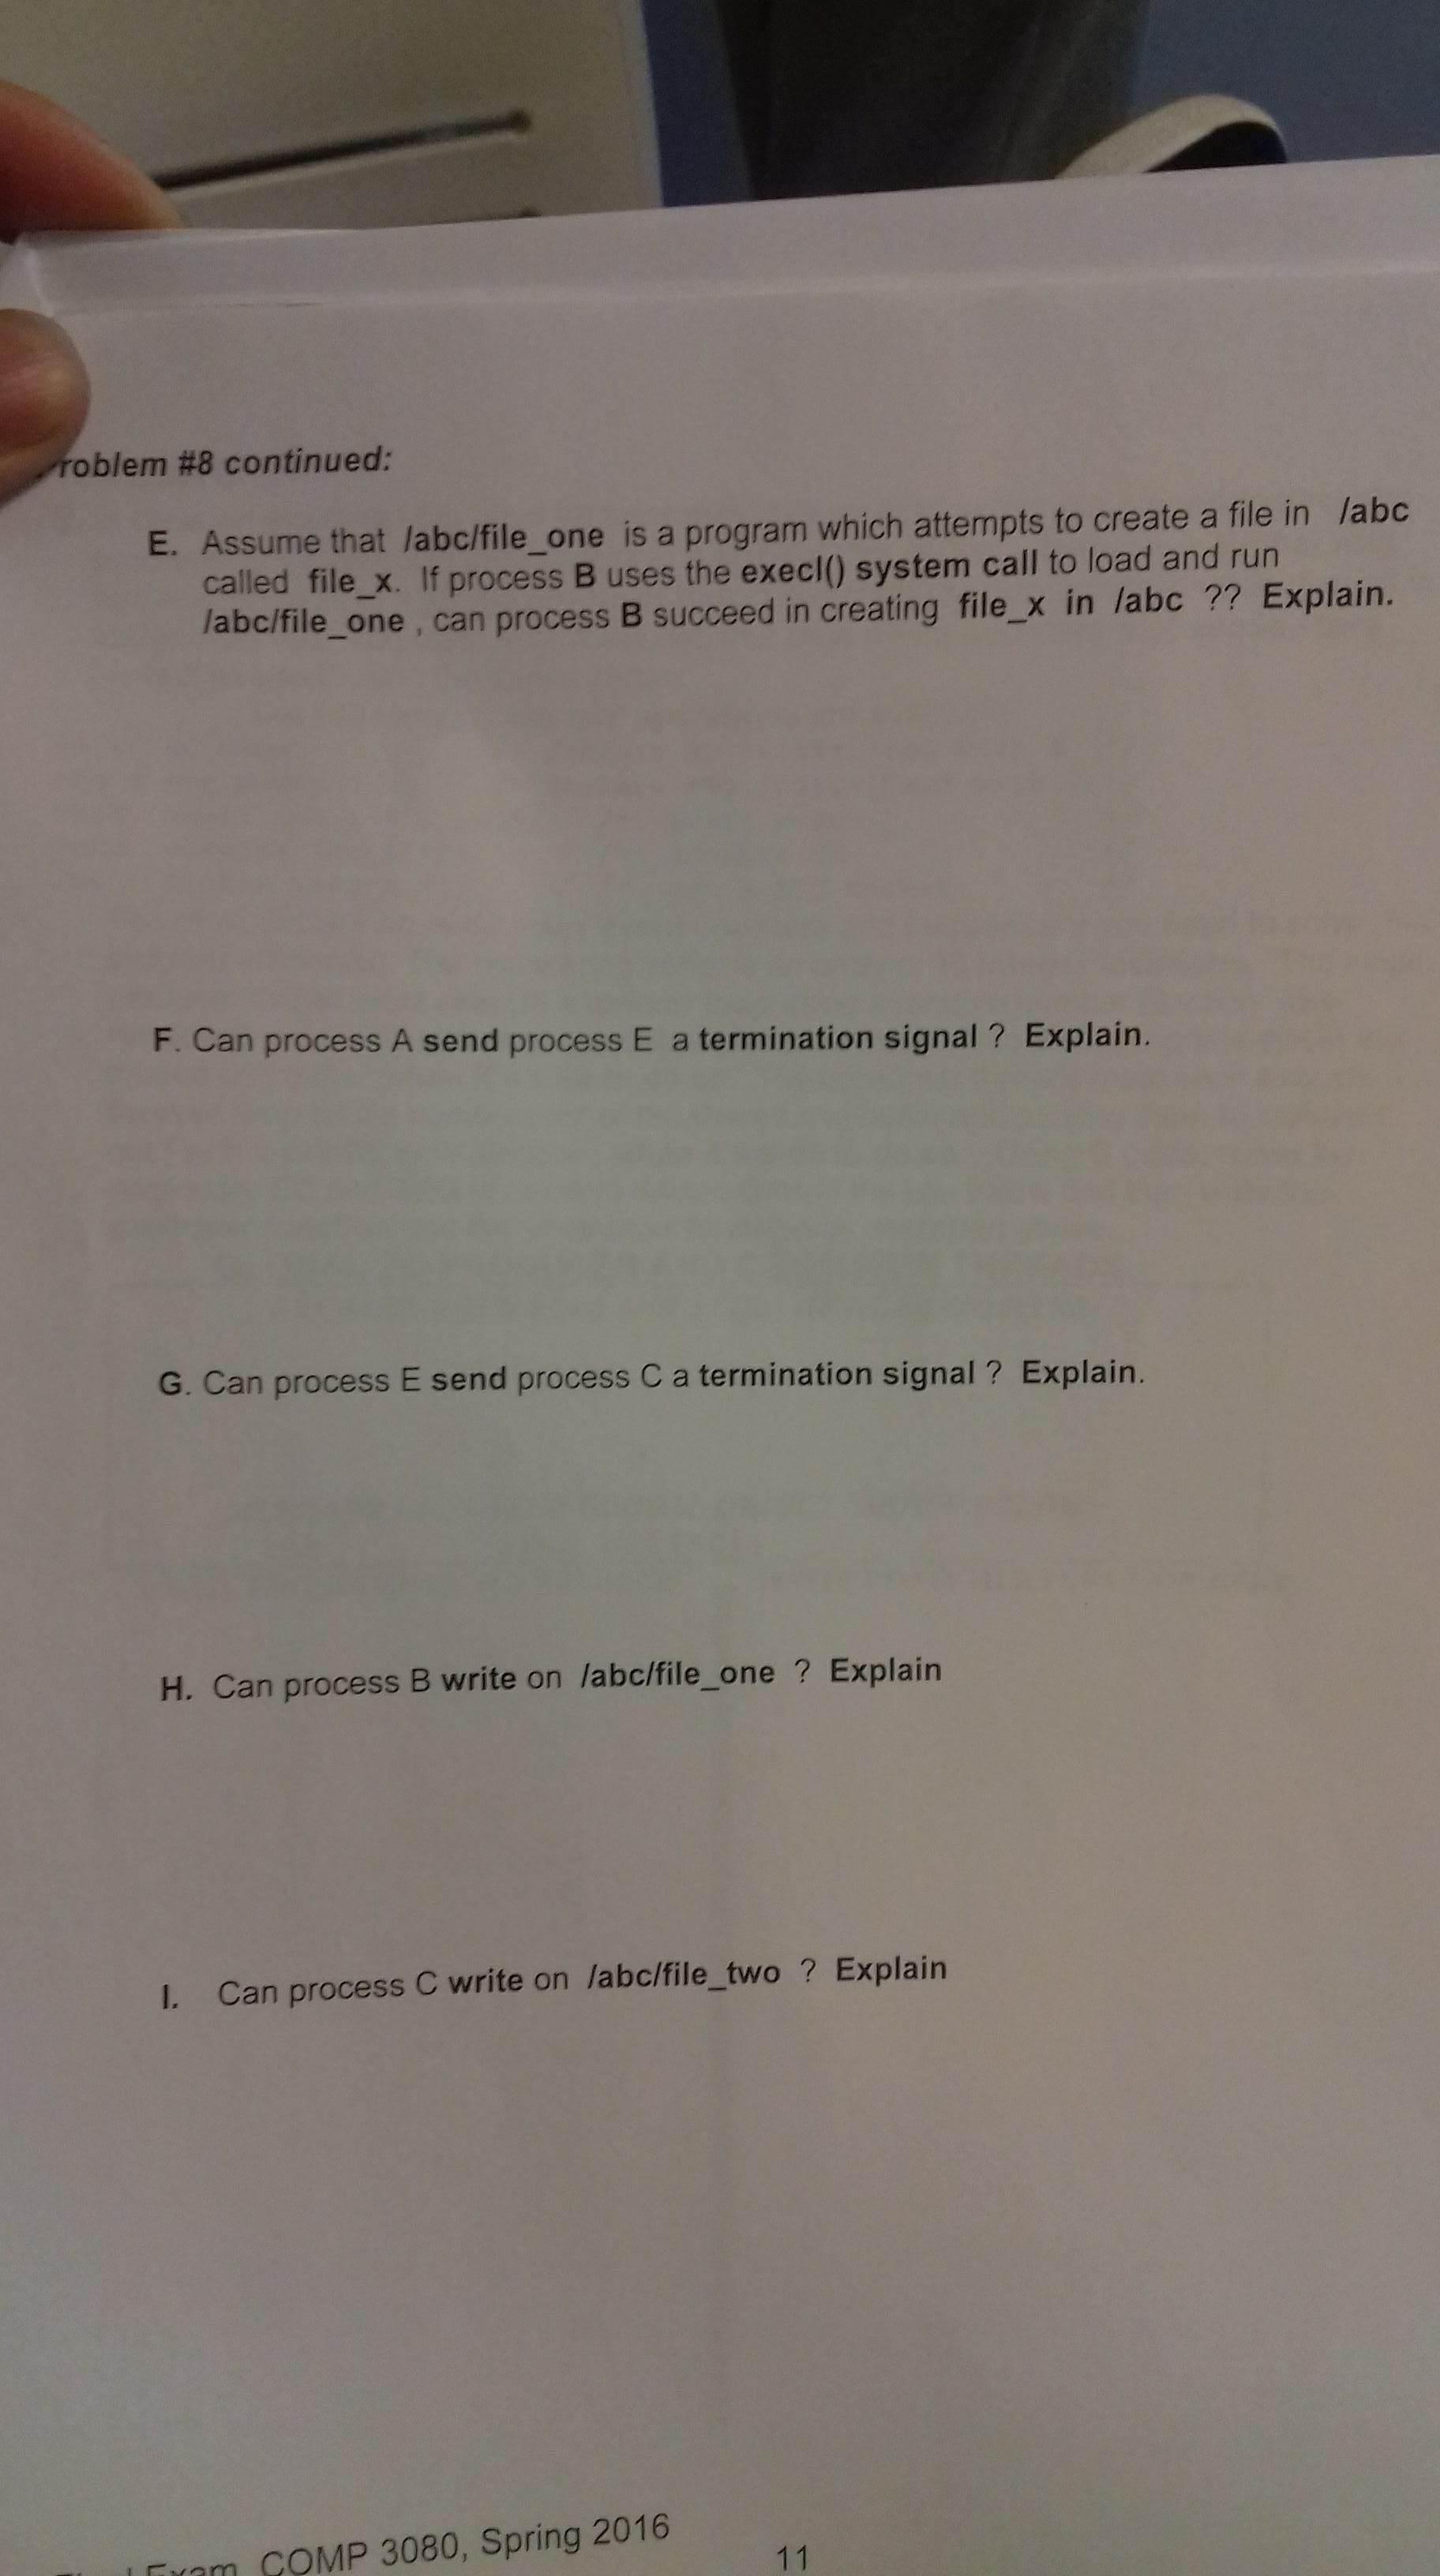 roblem #8 continued:
E. Assume that /abc/file_one is a program which attempts to create a file in /abc
called file_x. If process B uses the execl() system call to load and run
/abc/file_one , can process B succeed in creating file_x in /abc ?? Explain.
F. Can process A send process E a termination signal ? Explain.
G. Can process E send process C a termination signal ? Explain.
H. Can process B write on /abc/file_one ? Explain
I. Can process C write on /abc/file_two ? Explain
Exam, COMP 3080, Spring 2016
11